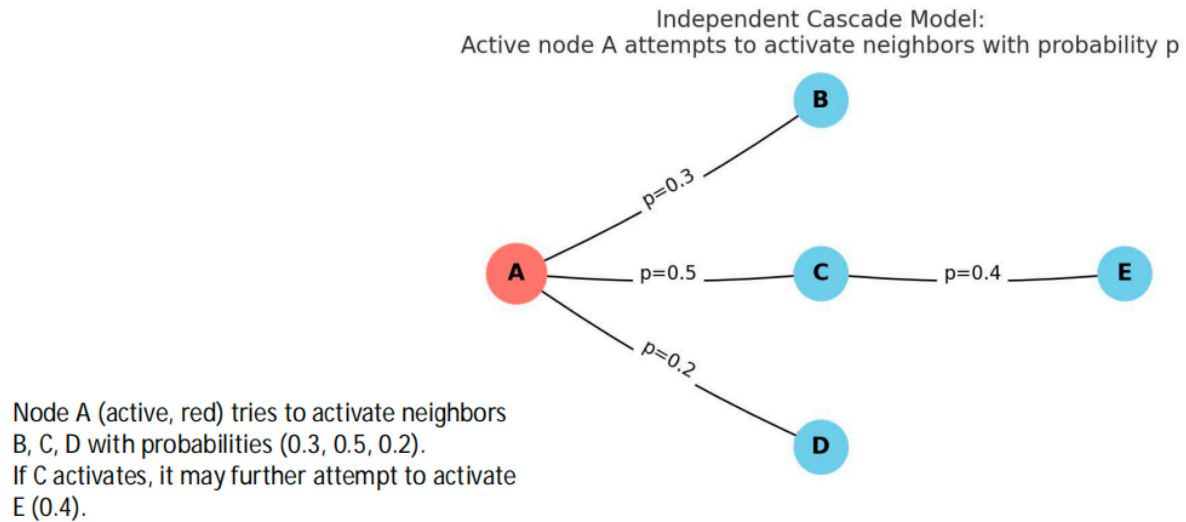 Independent Cascade Model:
Active node A attempts to activate neighbors with probability p
B
p=0.3
A
p=0.5
C
p=0.4
E
p=0.2
D
Node A (active, red) tries to activate neighbors
B, C, D with probabilities (0.3, 0.5, 0.2).
If C activates, it may further attempt to activate
E (0.4).